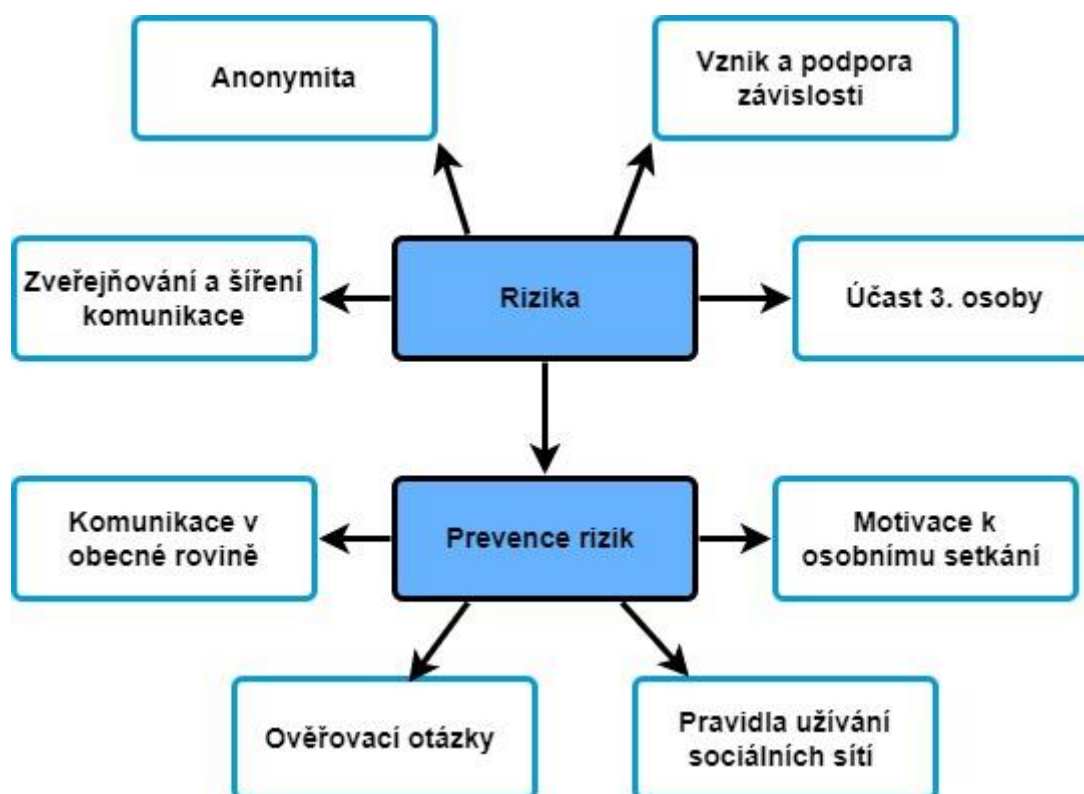 Anonymita
Vznik a podpora
závislosti
Zveřejňování a šíření
komunikace
Rizika
Účast 3. osoby
Komunikace v
obecné rovině
Prevence rizik
Motivace k
osobnímu setkání
Ověřovací otázky
Pravidla užívání
sociálních sítí